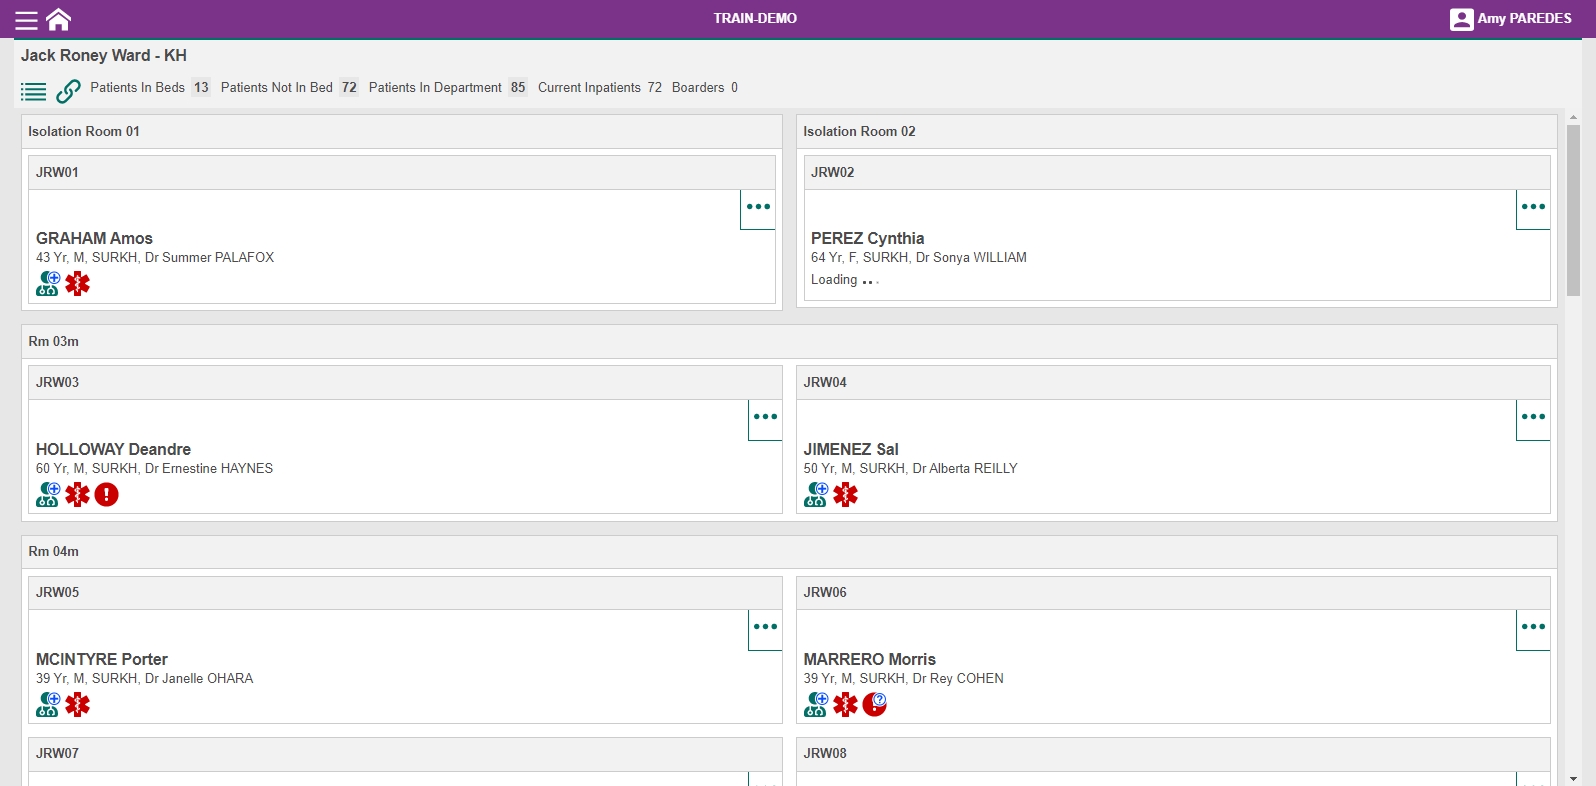 TRAIN-DEMO
Amy PAREDES
Jack Roney Ward - KH
Patients In Beds 13 Patients Not In Bed 72 Patients In Department 85 Current Inpatients 72 Boarders 0
Isolation Room 01
JRW01
GRAHAM Amos
43 Yr, M, SURKH, Dr Summer PALAFOX
Isolation Room 02
JRW02
PEREZ Cynthia
64 Yr, F, SURKH, Dr Sonya WILLIAM
Loading ...
Rm 03m
JRW03
HOLLOWAY Deandre
60 Yr, M, SURKH, Dr Ernestine HAYNES
JRW04
JIMENEZ Sal
50 Yr, M, SURKH, Dr Alberta REILLY
Rm 04m
JRW05
MCINTYRE Porter
39 Yr, M, SURKH, Dr Janelle OHARA
JRW06
MARRERO Morris
39 Yr, M, SURKH, Dr Rey COHEN
JRW07
JRW08